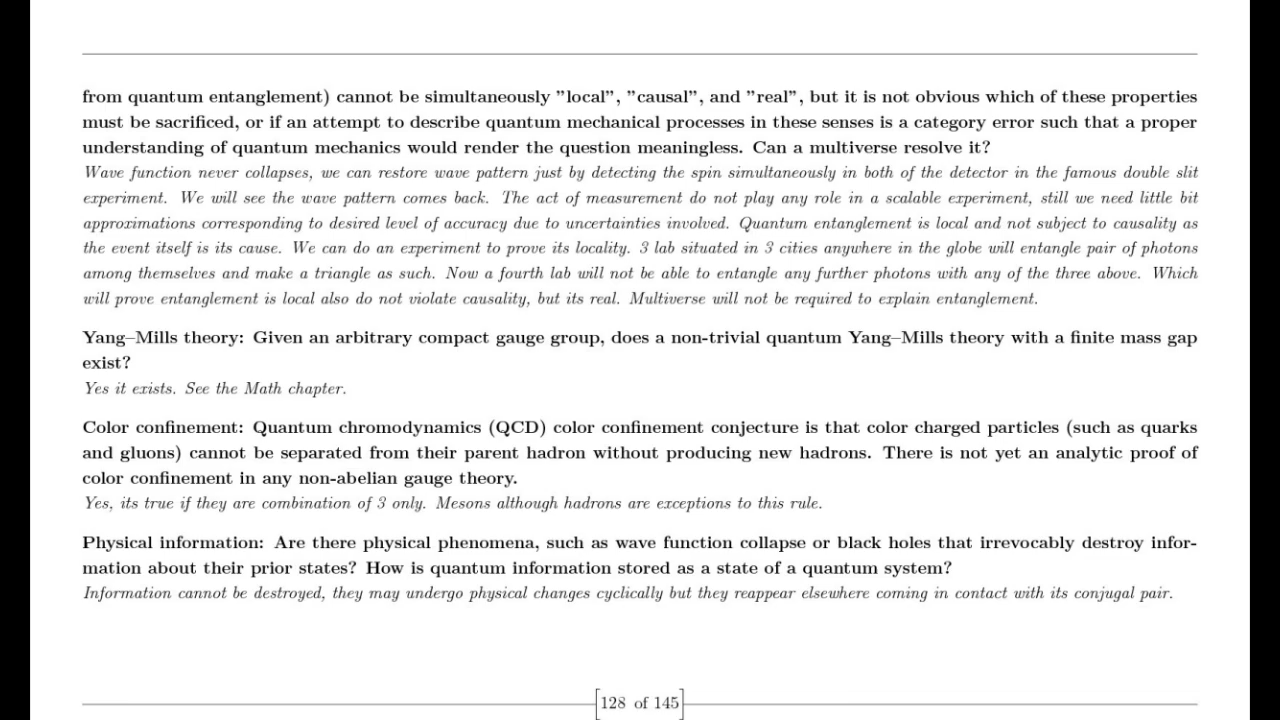 from quantum entanglement) cannot be simultaneously ”local”, ”causal”, and ”real”, but it is not obvious which of these properties
must be sacrificed, or if an attempt to describe quantum mechanical processes in these senses is a category error such that a proper
understanding of quantum mechanics would render the question meaningless. Can a multiverse resolve it?
Wave function never collapses, we can restore wave pattern just by detecting the spin simultaneously in both of the detector in the famous double slit
experiment. We will see the wave pattern comes back. The act of measurement do not play any role in a scalable experiment, still we need little bit
approximations corresponding to desired level of accuracy due to uncertainties involved. Quantum entanglement is local and not subject to causality as
the event itself is its cause. We can do an experiment to prove its locality. 3 lab situated in 3 cities anywhere in the globe will entangle pair of photons
among themselves and make a triangle as such. Now a fourth lab will not be able to entangle any further photons with any of the three above. Which
will prove entanglement is local also do not violate causality, but its real. Multiverse will not be required to explain entanglement.
Yang–Mills theory: Given an arbitrary compact gauge group, does a non-trivial quantum Yang–Mills theory with a finite mass gap
exist?
Yes it exists. See the Math chapter.
Color confinement: Quantum chromodynamics (QCD) color confinement conjecture is that color charged particles (such as quarks
and gluons) cannot be separated from their parent hadron without producing new hadrons. There is not yet an analytic proof of
color confinement in any non-abelian gauge theory.
Yes, its true if they are combination of 3 only. Mesons although hadrons are exceptions to this rule.
Physical information: Are there physical phenomena, such as wave function collapse or black holes that irrevocably destroy infor-
mation about their prior states? How is quantum information stored as a state of a quantum system?
Information cannot be destroyed, they may undergo physical changes cyclically but they reappear elsewhere coming in contact with its conjugal pair.
128 of 145